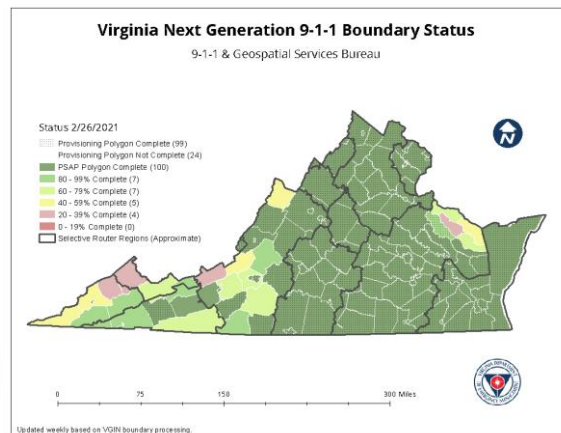 Virginia Next Generation 9-1-1 Boundary Status
9-1-1 & Geospatial Services Bureau
Status 2/26/2021
Provisioning Polygon Complete (99)
Provisioning Polygon Not Complete (24)
PSAP Polygon Complete (100)
80 - 99% Complete (7)
60 - 79% Complete (7)
40 - 59% Complete (5)
20 - 39% Complete (4)
0 - 19% Complete (0)
Selective Router Regions (Approximate)
N
0 75 150 300 Miles
Updated weekly based on VGIN boundary processing.